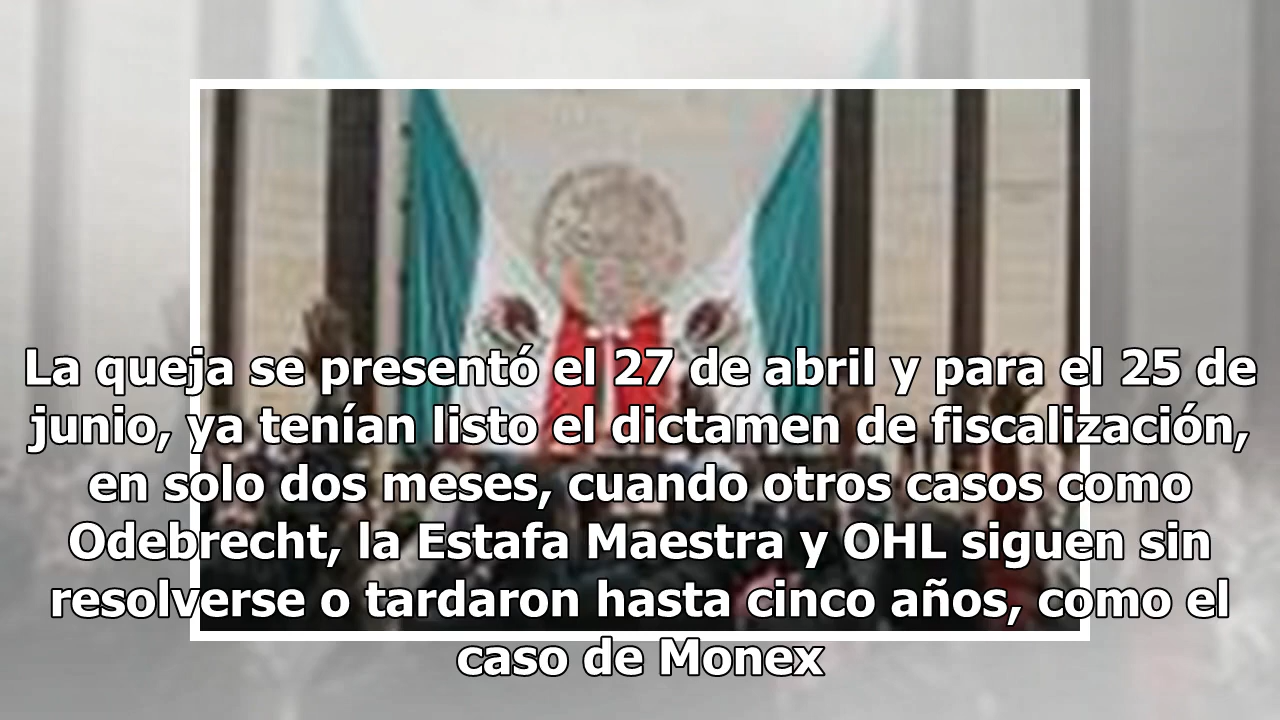 La queja se presentó el 27 de abril y para el 25 de
junio, ya tenían listo el dictamen de fiscalización,
en solo dos meses, cuando otros casos como
Odebrecht, la Estafa Maestra y OHL siguen sin
resolverse o tardaron hasta cinco años, como el
caso de Monex